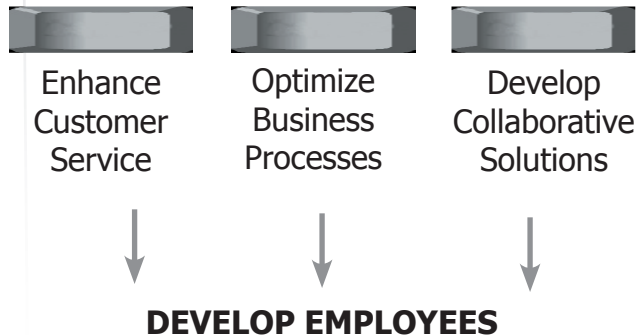 Enhance
Customer
Service
Optimize
Business
Processes
Develop
Collaborative
Solutions
DEVELOP EMPLOYEES